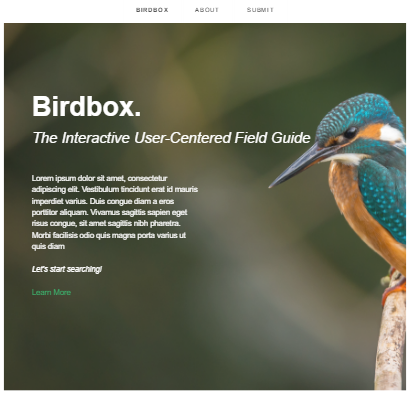 BIRDBOX ABOUT SUBMIT
Birdbox.
The Interactive User-Centered Field Guide
Lorem ipsum dolor sit amet, consectetur
adipiscing elit. Vestibulum tincidunt erat id mauris
imperdiet varius. Duis congue diam a eros
porttitor aliquam. Vivamus sagittis sapien eget
risus congue, sit amet sagittis nibh pharetra.
Morbi facilisis odio quis magna porta varius ut
quis diam
Let's start searching!
Learn More